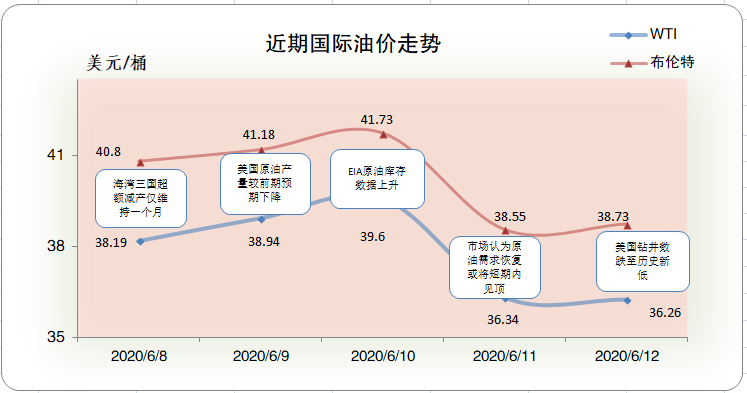 近期国际油价走势
WTI
布伦特
美元/桶
41
38
35
40.8
41.18
41.73
38.55
38.73
海湾三国超
额减产仅维
持一个月
美国原油产
量较前期预
期下降
EIA原油库存
数据上升
市场认为原
油需求恢复
或将短期内
见顶
美国钻井数
跌至历史新
低
38.19
38.94
39.6
36.34
36.26
2020/6/8
2020/6/9
2020/6/10
2020/6/11
2020/6/12